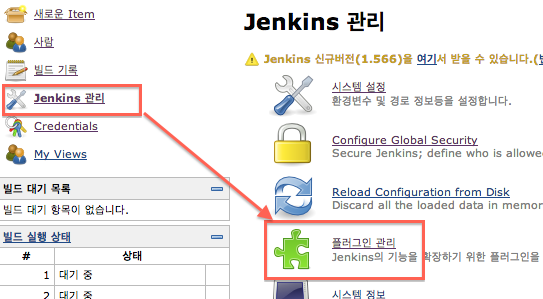 새로운 Item
사람
빌드 기록
Jenkins 관리
Credentials
My Views
빌드 대기 목록
빌드 대기 항목이 없습니다.
빌드 실행 상태
# 상태
1 대기 중
2 대기 중
Jenkins 관리
Jenkins 신규버전(1.566)을 여기서 받을 수 있습니다.(
시스템 설정
환경변수 및 경로 정보등을 설정합니다.
Configure Global Security
Secure Jenkins; define who is allowe
Reload Configuration from Disk
Discard all the loaded data in memor
플러그인 관리
Jenkins의 기능을 확장하기 위한 플러그인을
시스템 정보